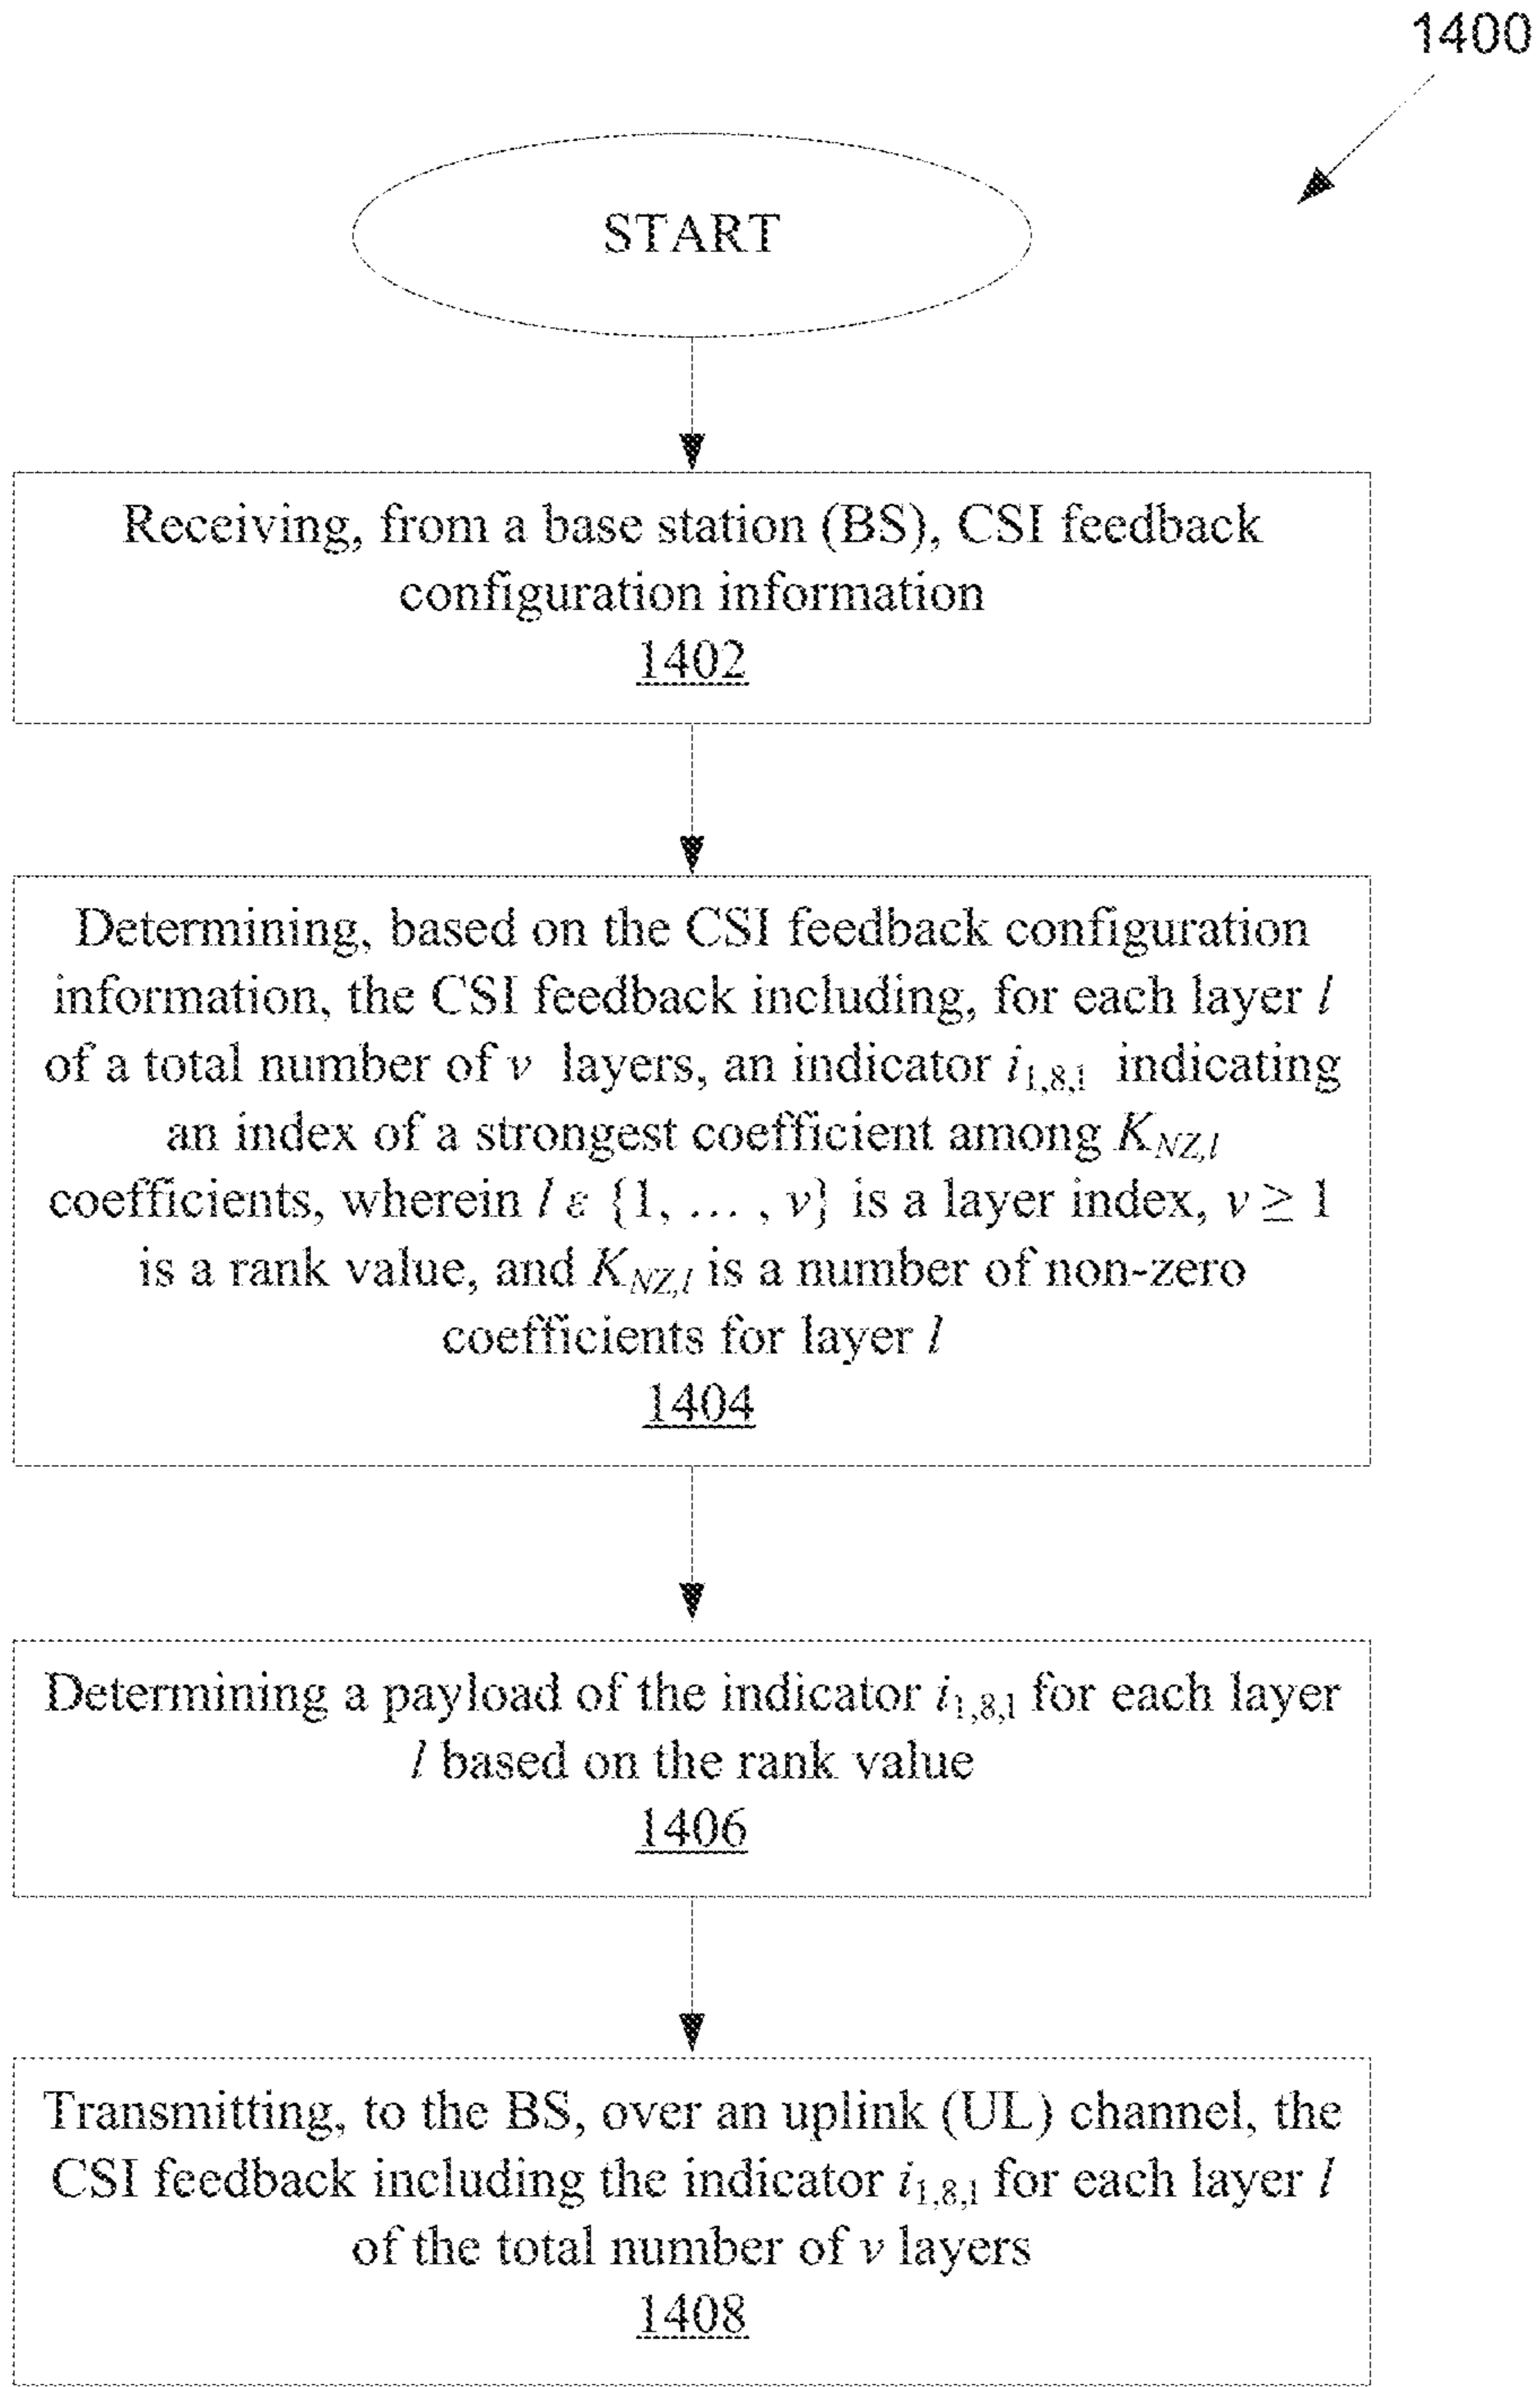 1400
START
Receiving, from a base station (BS), CSI feedback
configuration information
1402
Determining, based on the CSI feedback configuration
information, the CSI feedback including, for each layer l
of a total number of ν layers, an indicator i1,8,1 indicating
an index of a strongest coefficient among KNZ,l
coefficients, wherein l ε {1, … , ν} is a layer index, ν ≥ 1
is a rank value, and KNZ,l is a number of non-zero
coefficients for layer l
1404
Determining a payload of the indicator i1,8,1 for each layer
l based on the rank value
1406
Transmitting, to the BS, over an uplink (UL) channel, the
CSI feedback including the indicator i1,8,1 for each layer l
of the total number of ν layers
1408